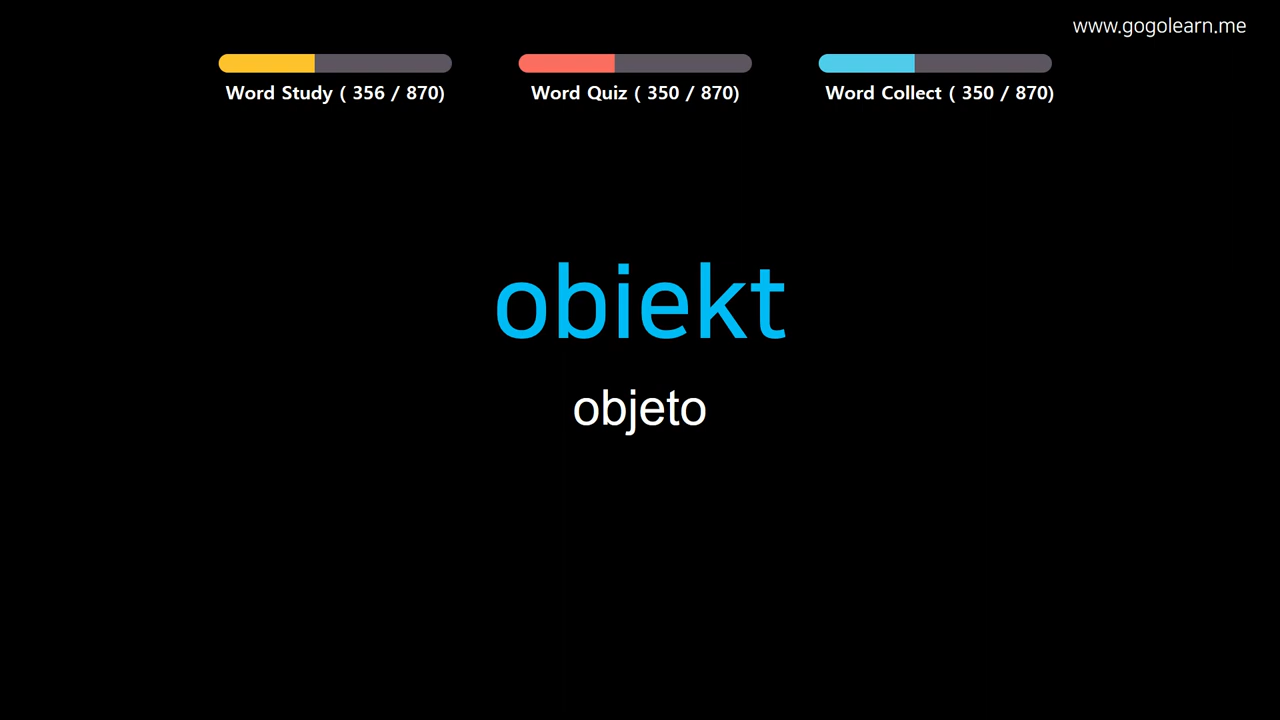 www.gogolearn.me
Word Study ( 356 / 870)
Word Quiz ( 350 / 870)
Word Collect ( 350 / 870)
obiekt
objeto